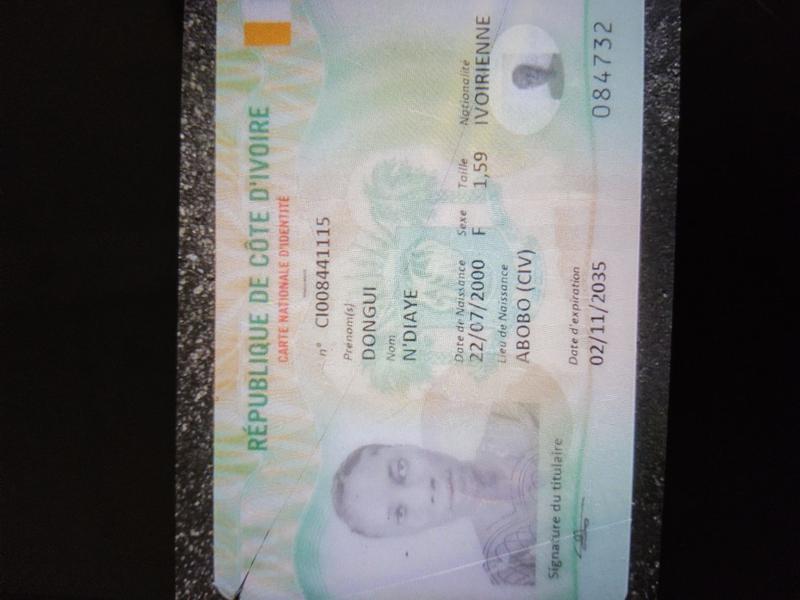 RÉPUBLIQUE DE CÔTE D'IVOIRE
CARTE NATIONALE D'IDENTITÉ
n° CI008441115
Prénom(s)
DONGUI
Nom
N'DIAYE
Date de Naissance Sexe Taille Nationalité
22/07/2000 F 1,59 IVOIRIENNE
Lieu de Naissance
ABOBO (CIV)
Date d'expiration
02/11/2035
084732
Signature du titulaire